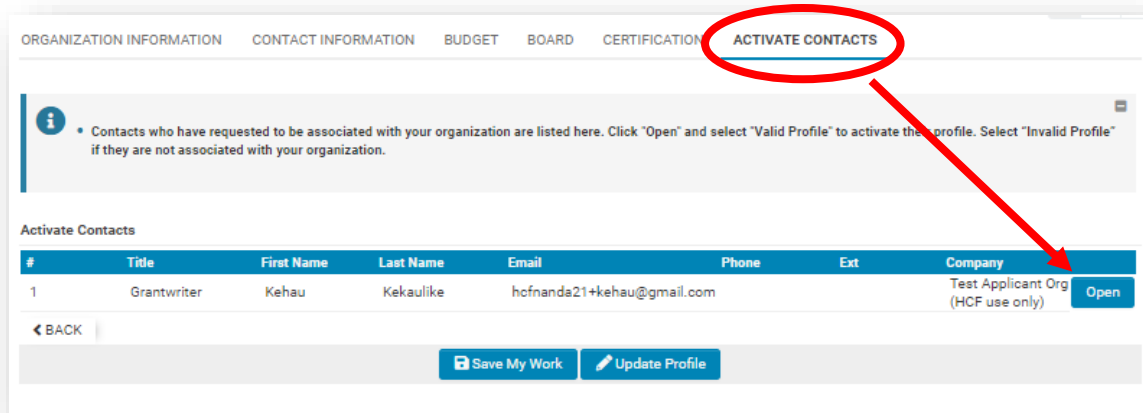 ORGANIZATION INFORMATION CONTACT INFORMATION BUDGET BOARD CERTIFICATION ACTIVATE CONTACTS
• Contacts who have requested to be associated with your organization are listed here. Click "Open" and select "Valid Profile" to activate their profile. Select "Invalid Profile"
if they are not associated with your organization.
Activate Contacts
# Title First Name Last Name Email Phone Ext Company
1 Grantwriter Kehau Kekaulike hcfnanda21+kehau@gmail.com Test Applicant Org Open
(HCF use only)
BACK
Save My Work Update Profile